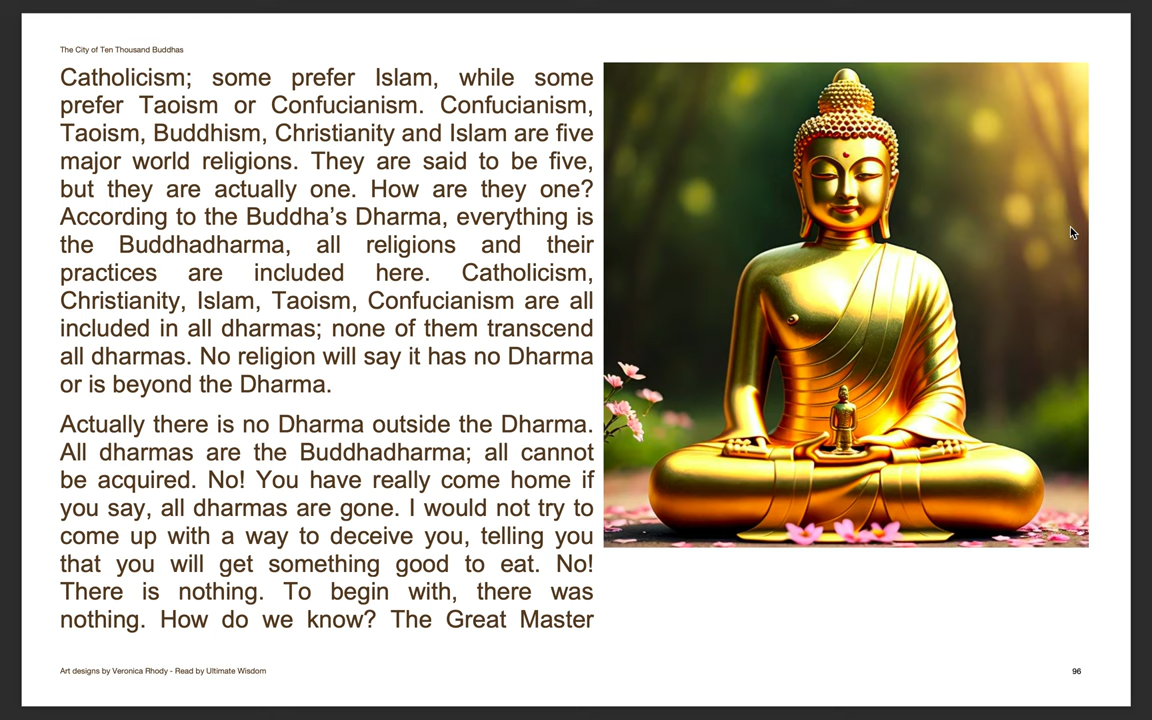 The City of Ten Thousand Buddhas
Catholicism; some prefer Islam, while some
prefer Taoism or Confucianism. Confucianism,
Taoism, Buddhism, Christianity and Islam are five
major world religions. They are said to be five,
but they are actually one. How are they one?
According to the Buddha’s Dharma, everything is
the Buddhadharma, all religions and their
practices are included here. Catholicism,
Christianity, Islam, Taoism, Confucianism are all
included in all dharmas; none of them transcend
all dharmas. No religion will say it has no Dharma
or is beyond the Dharma.
Actually there is no Dharma outside the Dharma.
All dharmas are the Buddhadharma; all cannot
be acquired. No! You have really come home if
you say, all dharmas are gone. I would not try to
come up with a way to deceive you, telling you
that you will get something good to eat. No!
There is nothing. To begin with, there was
nothing. How do we know? The Great Master
Art designs by Veronica Rhody - Read by Ultimate Wisdom
96